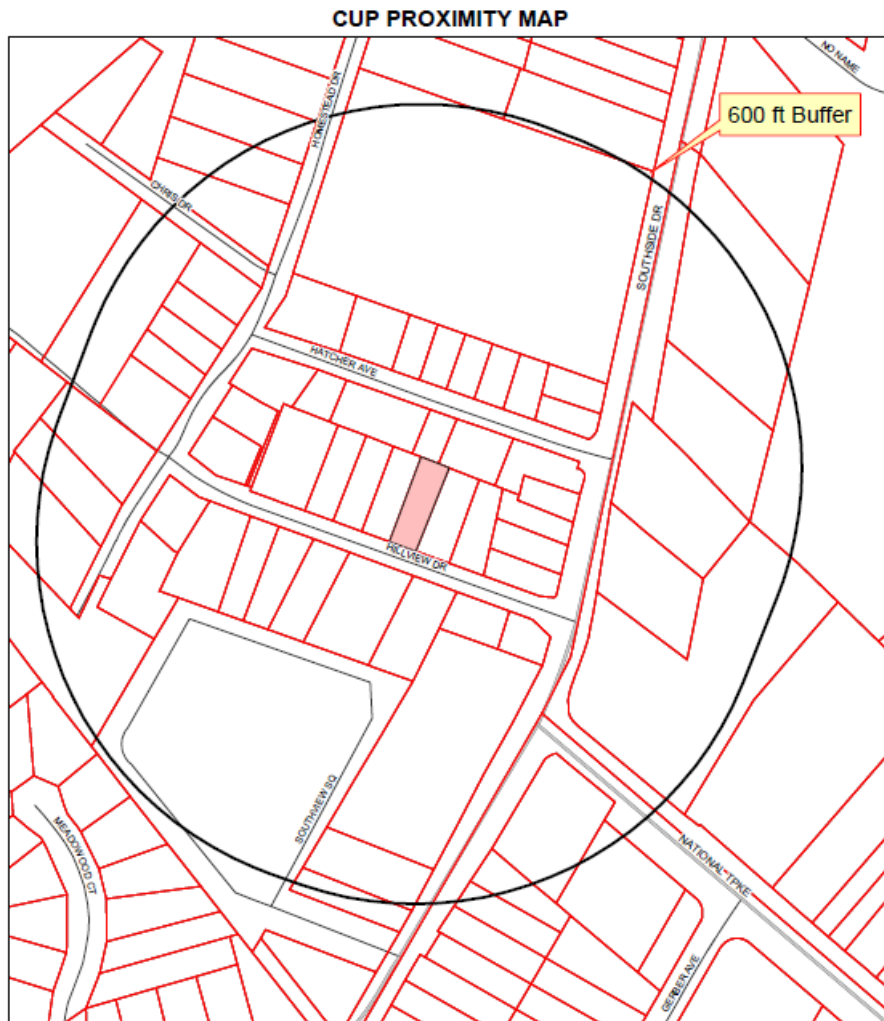 CUP PROXIMITY MAP
NO NAME
HOMESTEAD DR
600 ft Buffer
CHRIS DR
SOUTHSIDE DR
HATCHER AVE
HILLVIEW DR
SOUTHVIEW SQ
MEADOWOOD CT
NATIONAL TPKE
GERBER AVE